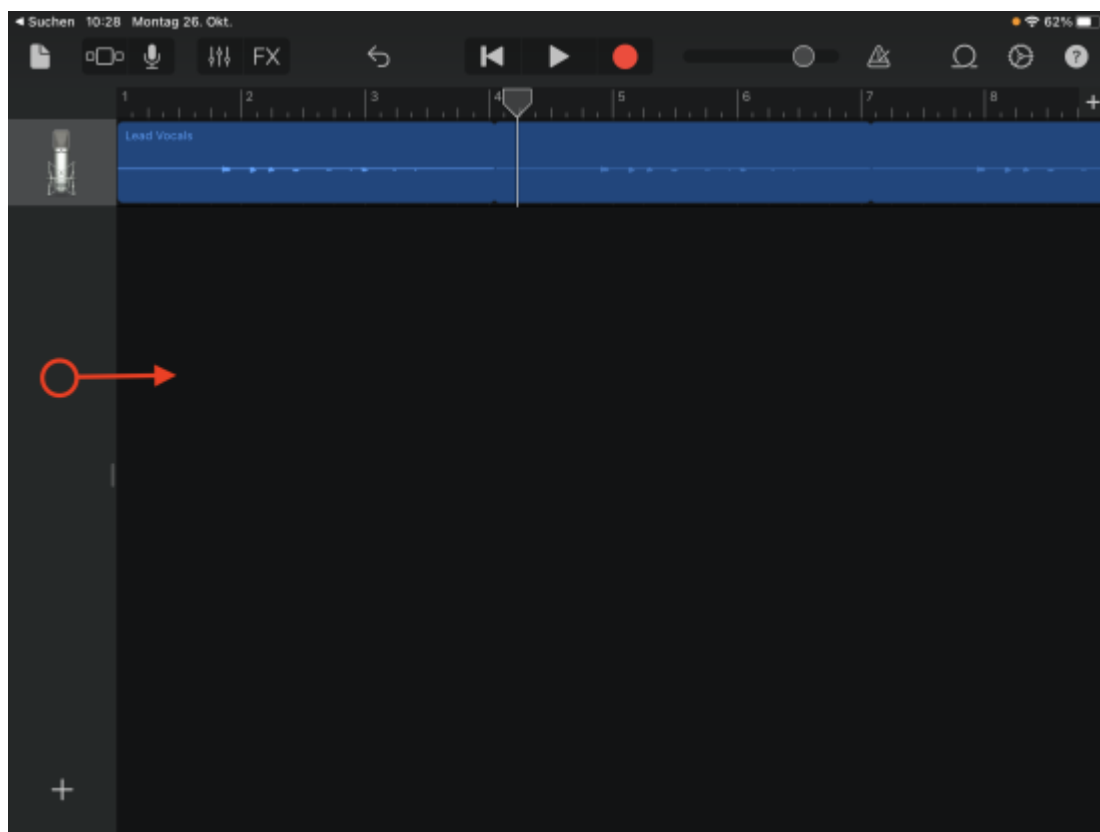 Suchen 10:28 Montag 26. Okt. 62%
FX ?
1 2 3 4 5 6 7 8 +
Lead Vocals
+